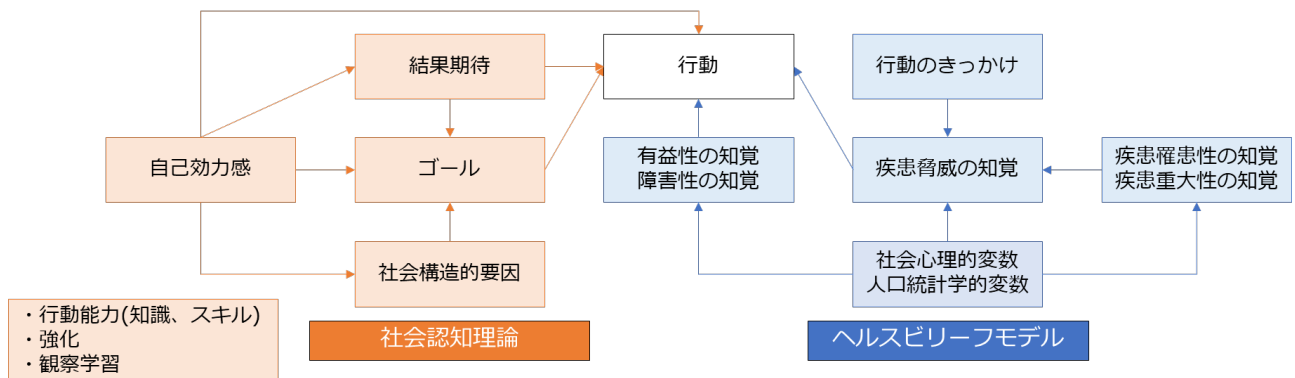 結果期待
行動
行動のきっかけ
自己効力感
ゴール
有益性の知覚
障害性の知覚
疾患脅威の知覚
疾患罹患性の知覚
疾患重大性の知覚
社会構造的要因
社会心理的変数
人口統計学的変数
・行動能力(知識、スキル)
・強化
・観察学習
社会認知理論
ヘルスビリーフモデル